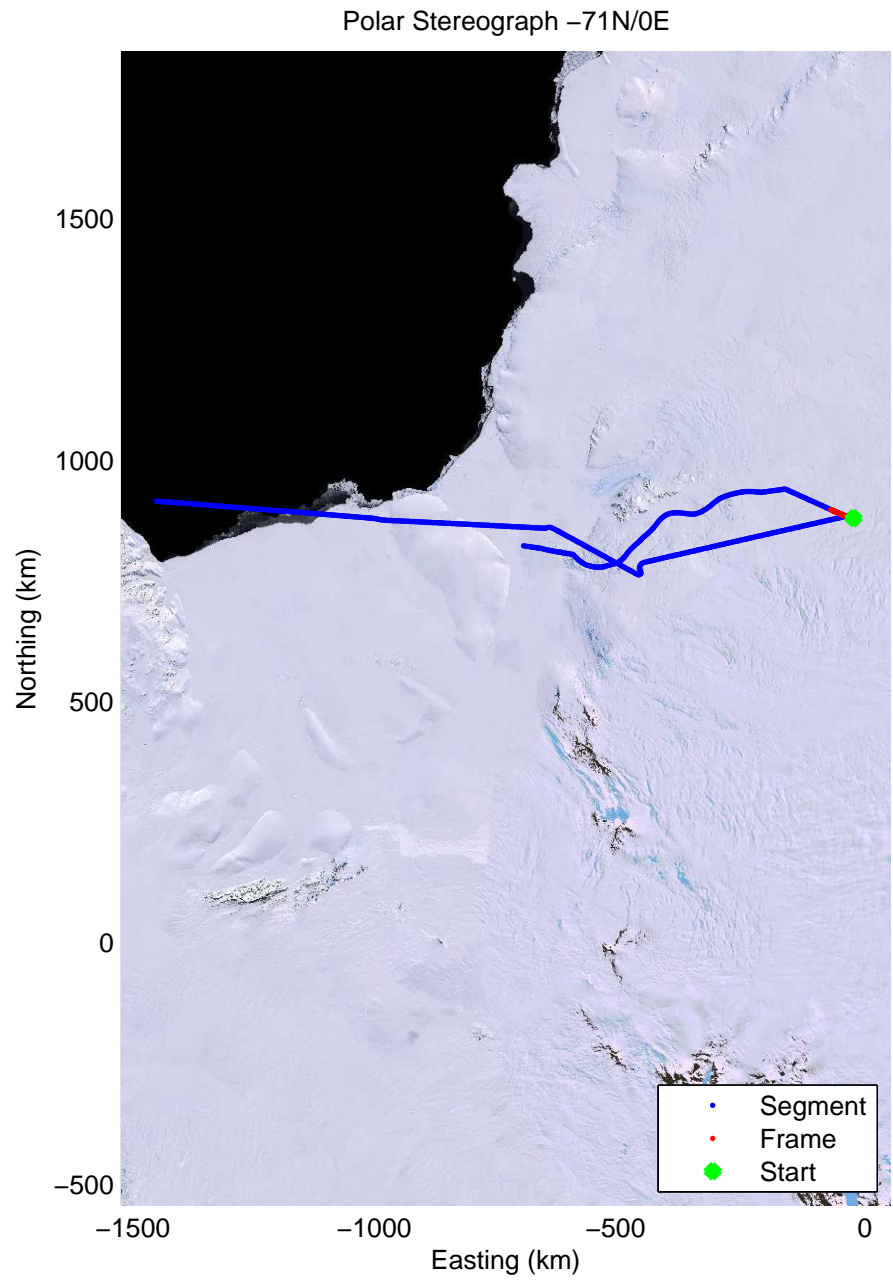 Polar Stereograph −71N/0E
1500
1000
500
0
−500
Northing (km)
−1500
−1000
−500
0
Easting (km)
Segment
Frame
Start